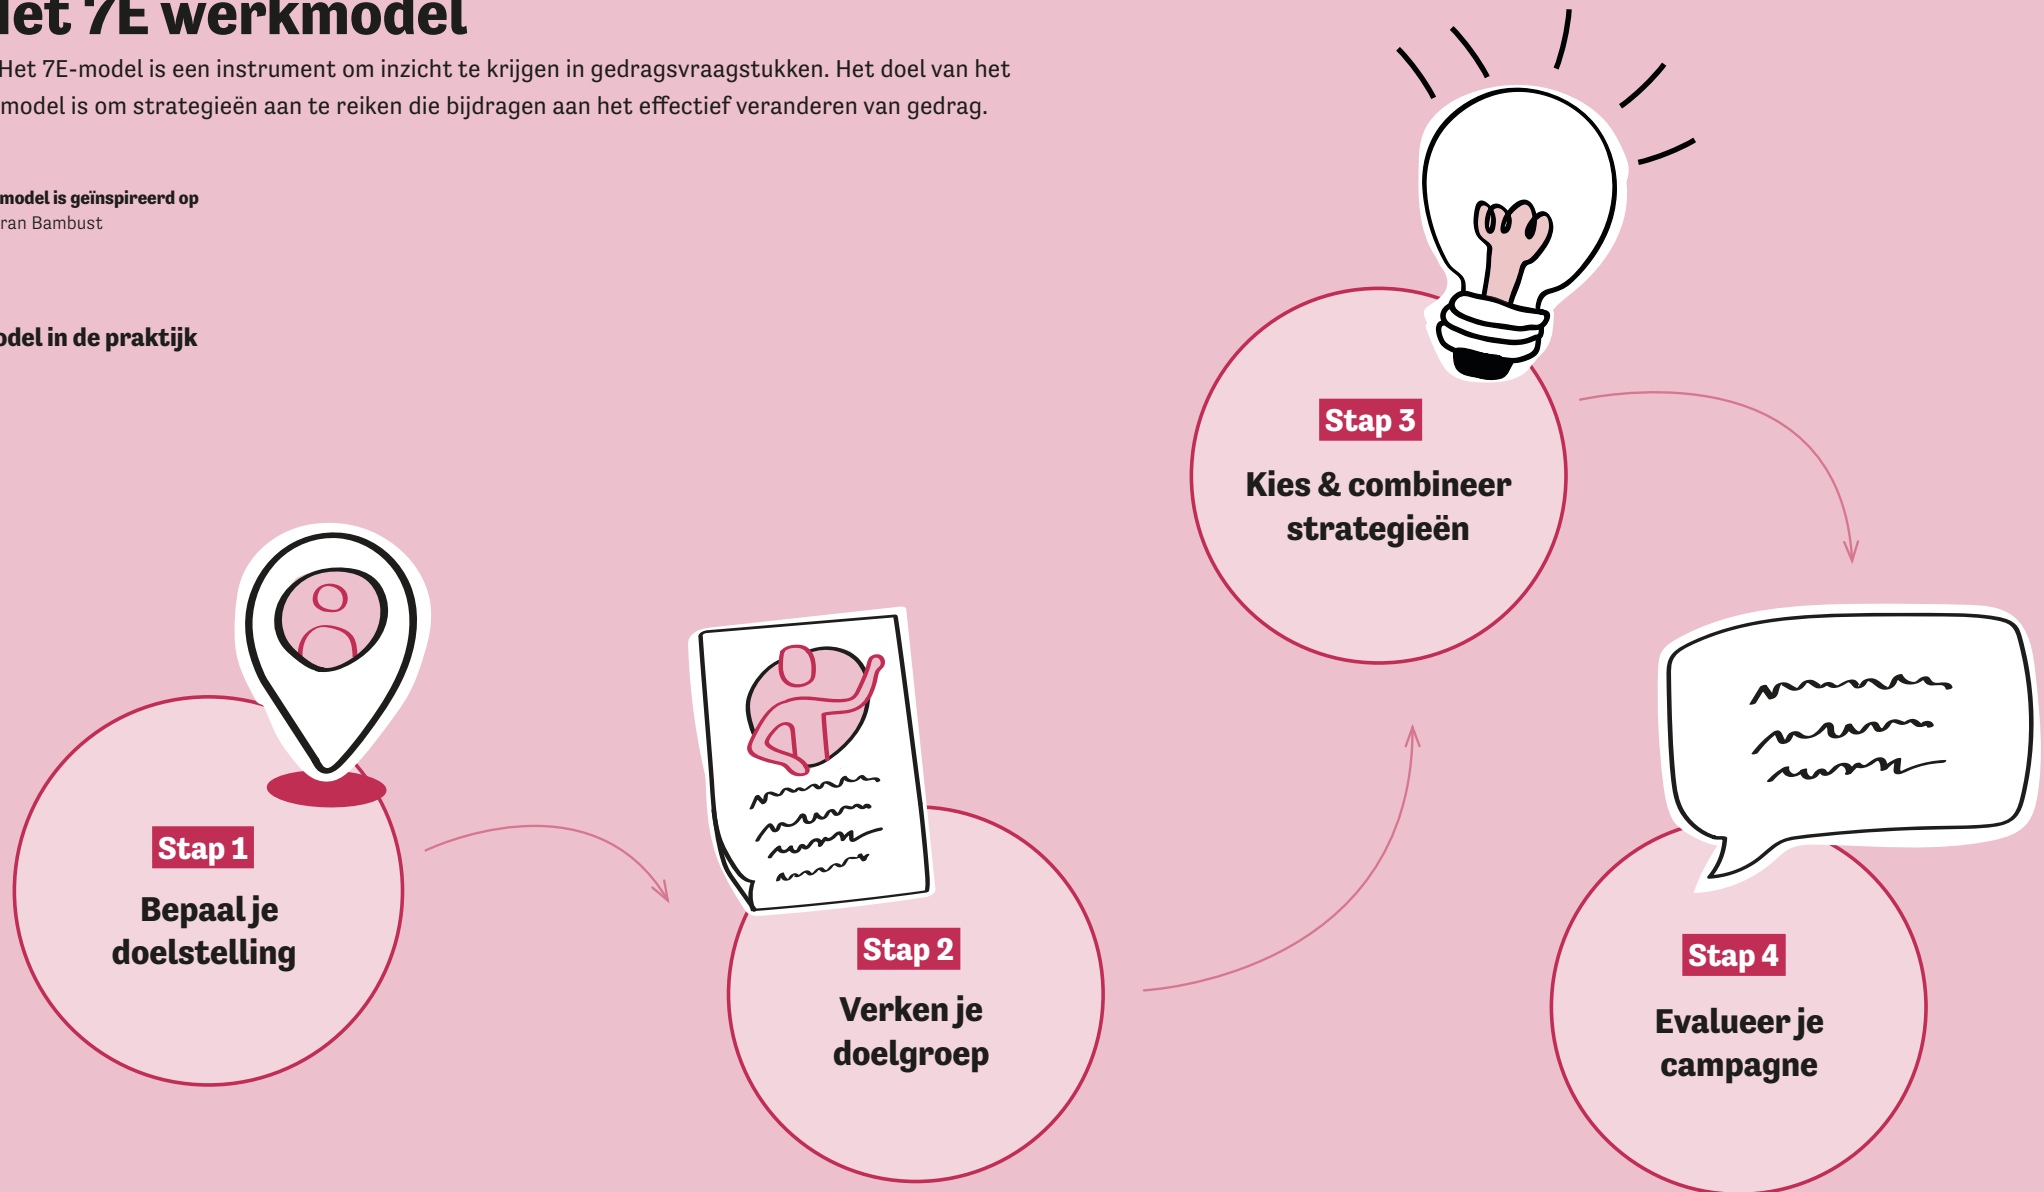 et 7E werkmodel
Het 7E-model is een instrument om inzicht te krijgen in gedragsvraagstukken. Het doel van het
model is om strategieën aan te reiken die bijdragen aan het effectief veranderen van gedrag.
model is geïnspireerd op
ran Bambust
odel in de praktijk
Stap 3
Kies & combineer
strategieën
Stap 1
Bepaal je
doelstelling
Stap 2
Verken je
doelgroep
Stap 4
Evalueer je
campagne